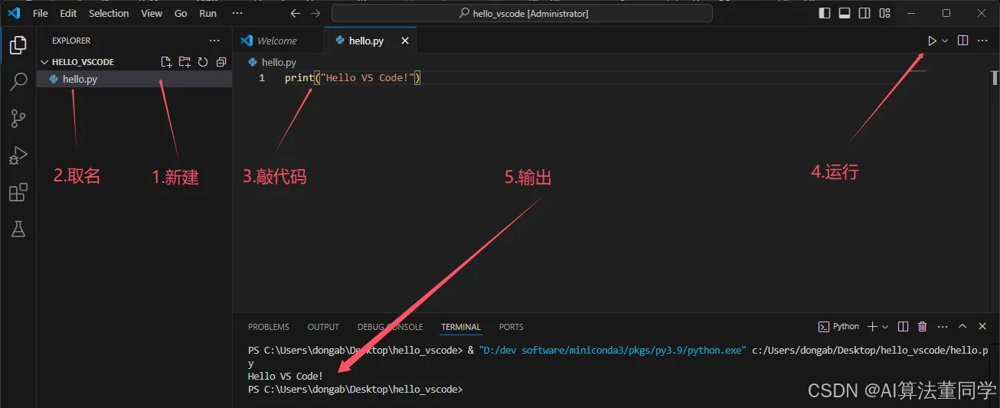 File Edit Selection View Go Run ···
hello_vscode [Administrator]
EXPLORER ···
Welcome
hello.py
HELLO_VSCODE
hello.py
hello.py
1 print("Hello VS Code!")
2.取名
1.新建
3.敲代码
5.输出
4.运行
PROBLEMS OUTPUT DEBUG CONSOLE TERMINAL PORTS
Python
PS C:\Users\dongab\Desktop\hello_vscode> & "D:/dev software/miniconda3/pkgs/py3.9/python.exe" c:/Users/dongab/Desktop/hello_vscode/hello.p
y
Hello VS Code!
PS C:\Users\dongab\Desktop\hello_vscode>
CSDN @AI算法董同学